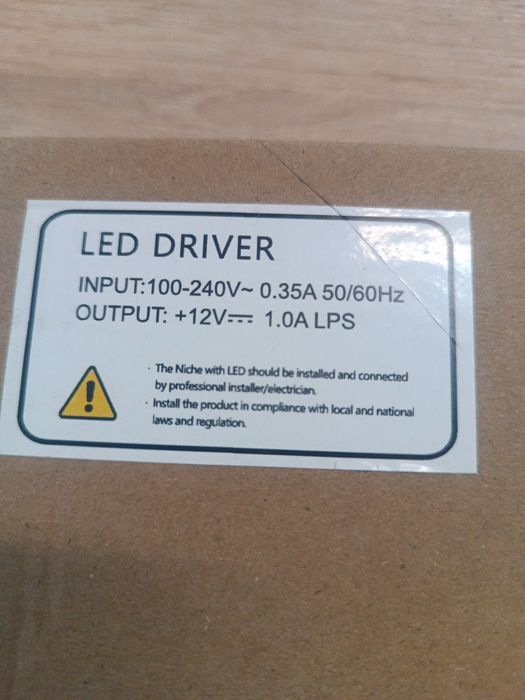 LED DRIVER
INPUT:100-240V~ 0.35A 50/60Hz
OUTPUT: +12V⎓ 1.0A LPS
· The Niche with LED should be installed and connected
by professional installer/electrician.
· Install the product in compliance with local and national
laws and regulation.